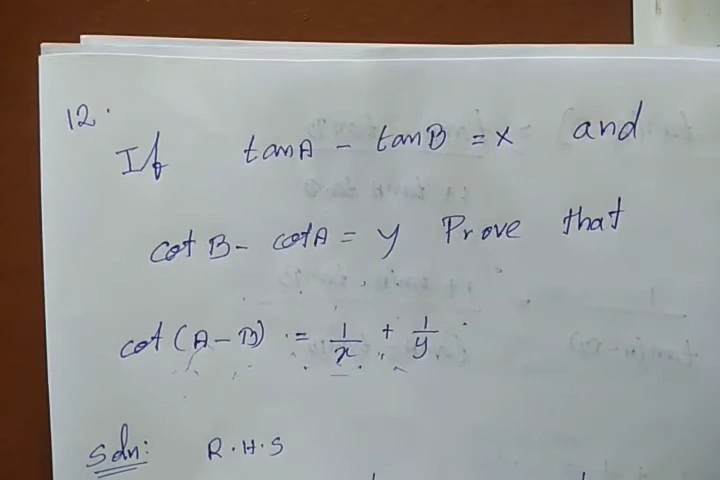 12.
If tanA - tanB = x and
cot B - cotA = y Prove that
cot (A - B) = 1/x + 1/y
Soln: R.H.S